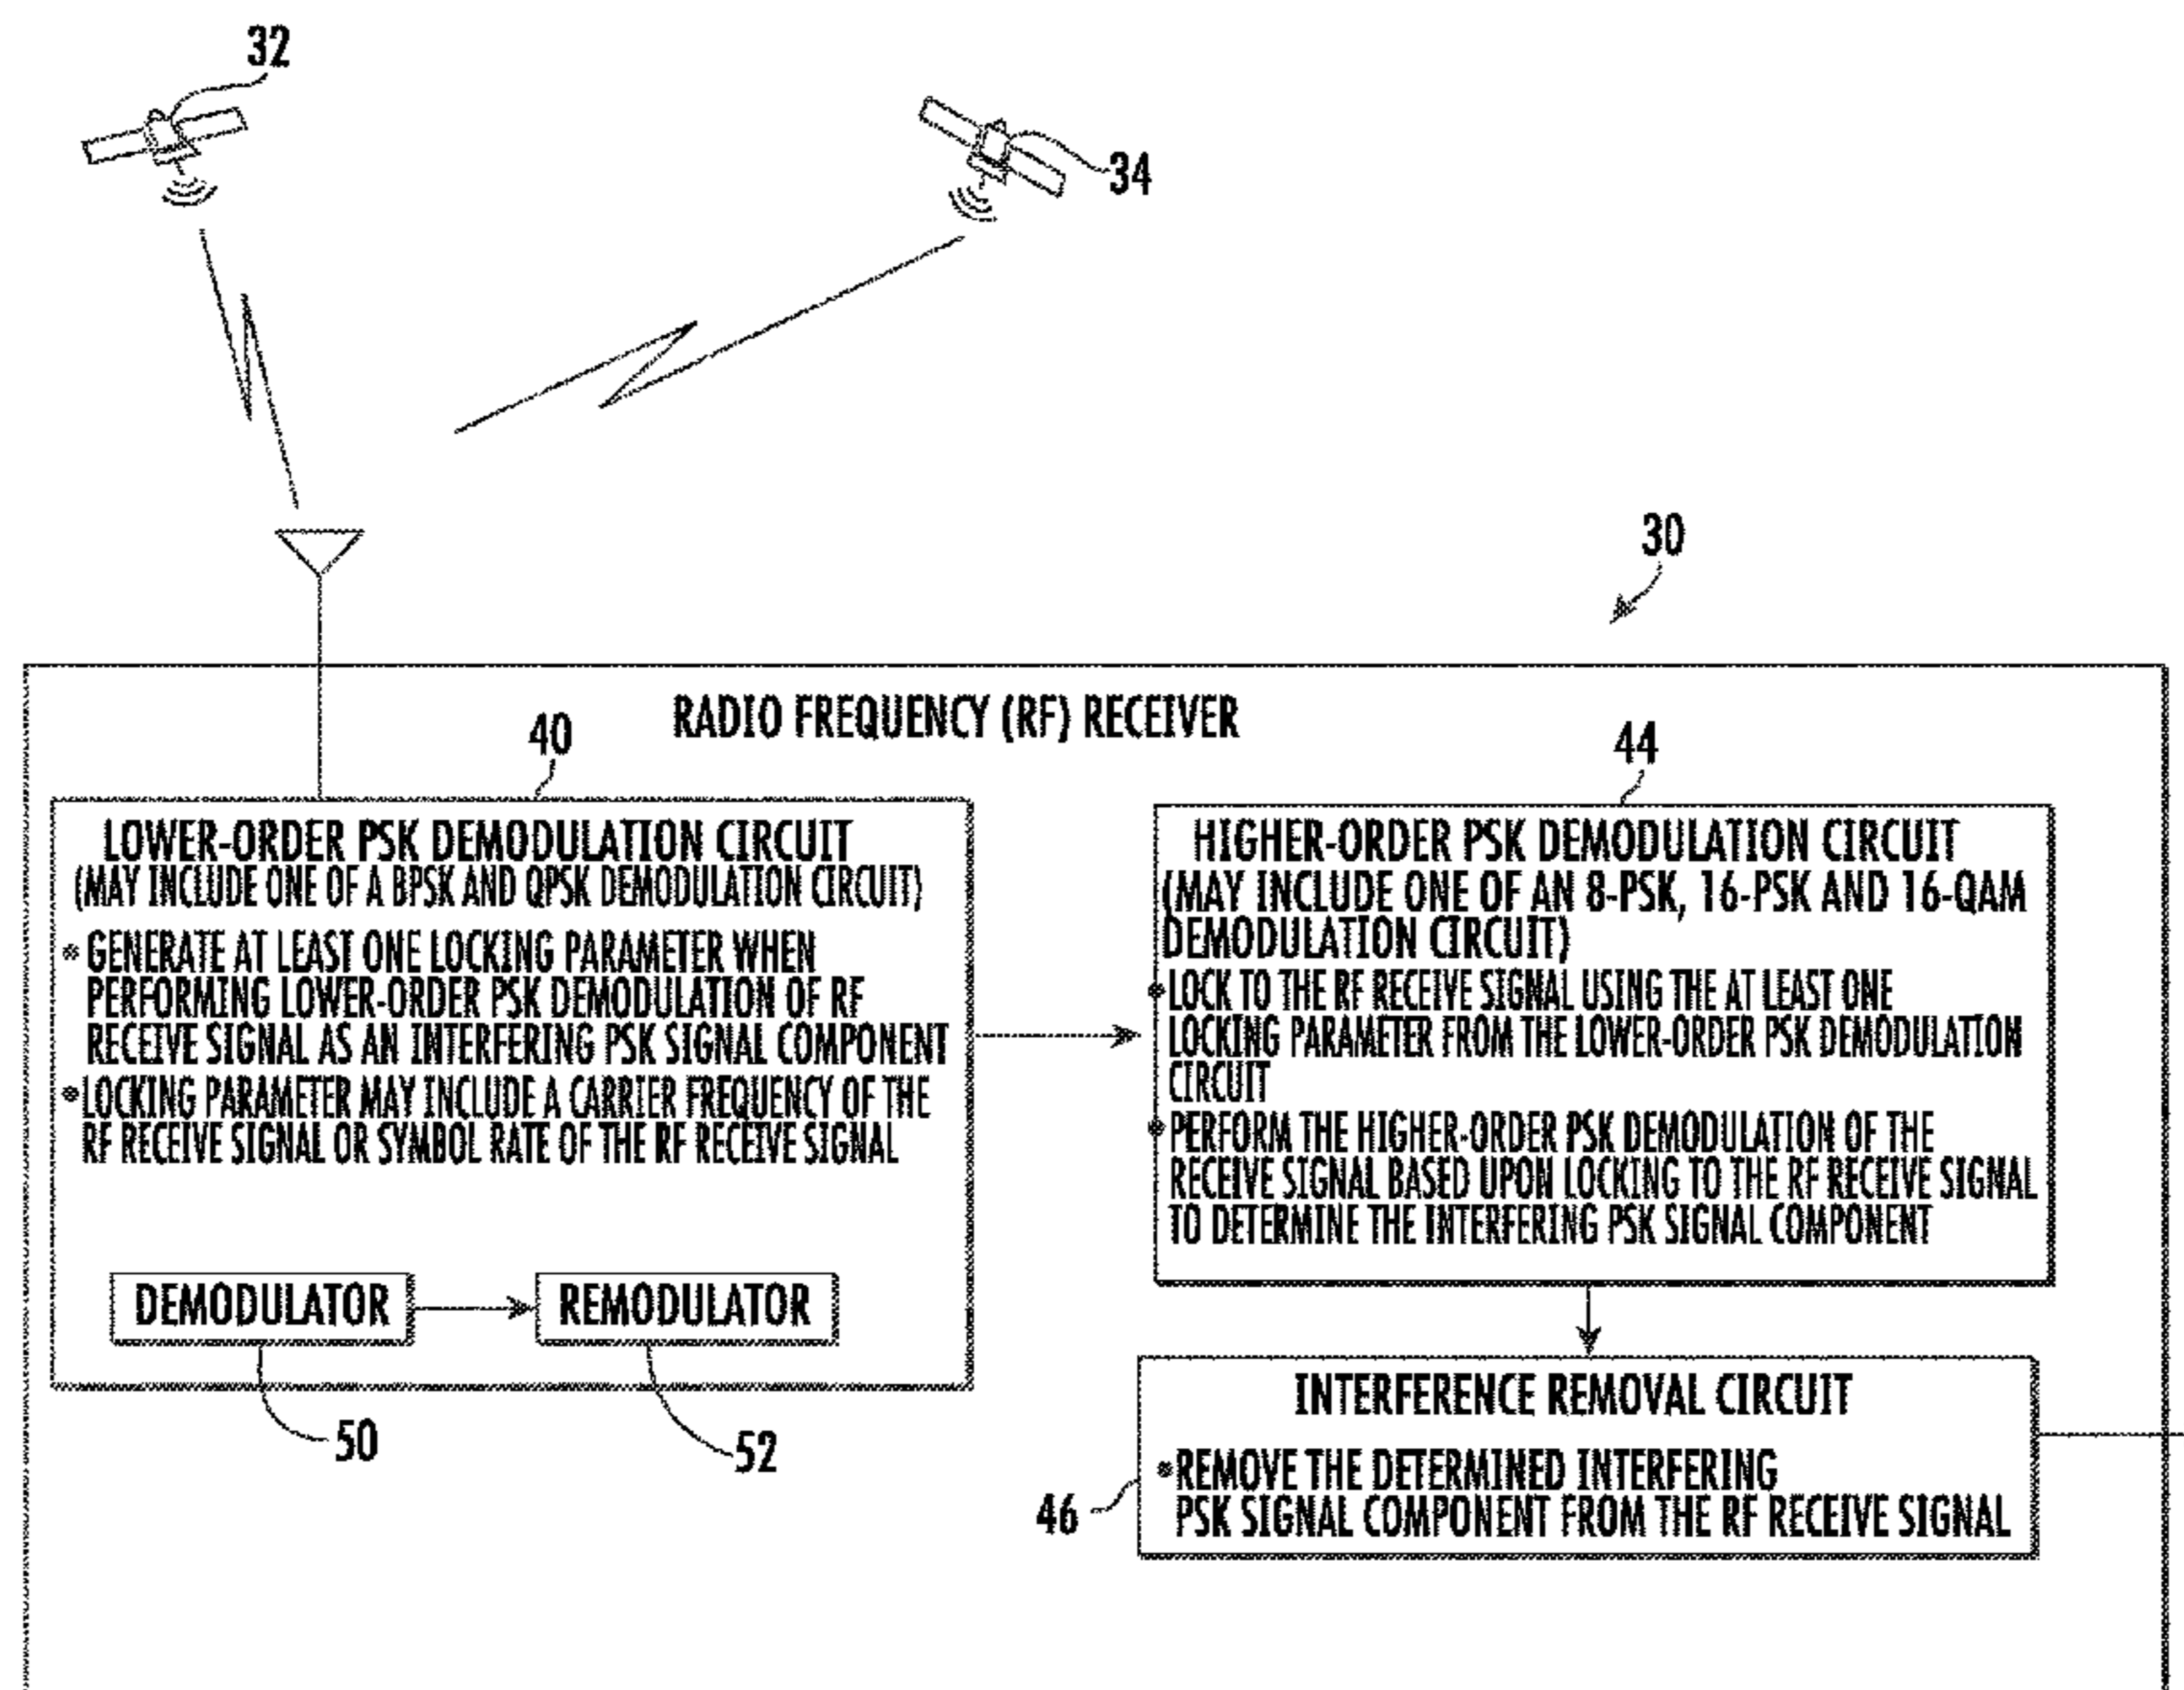 32
34
30
RADIO FREQUENCY (RF) RECEIVER
40
44
LOWER-ORDER PSK DEMODULATION CIRCUIT
(MAY INCLUDE ONE OF A BPSK AND QPSK DEMODULATION CIRCUIT)
• GENERATE AT LEAST ONE LOCKING PARAMETER WHEN
PERFORMING LOWER-ORDER PSK DEMODULATION OF RF
RECEIVE SIGNAL AS AN INTERFERING PSK SIGNAL COMPONENT
• LOCKING PARAMETER MAY INCLUDE A CARRIER FREQUENCY OF THE
RF RECEIVE SIGNAL OR SYMBOL RATE OF THE RF RECEIVE SIGNAL
DEMODULATOR
REMODULATOR
50
52
HIGHER-ORDER PSK DEMODULATION CIRCUIT
(MAY INCLUDE ONE OF AN 8-PSK, 16-PSK AND 16-QAM
DEMODULATION CIRCUIT)
• LOCK TO THE RF RECEIVE SIGNAL USING THE AT LEAST ONE
LOCKING PARAMETER FROM THE LOWER-ORDER PSK DEMODULATION
CIRCUIT
• PERFORM THE HIGHER-ORDER PSK DEMODULATION OF THE
RECEIVE SIGNAL BASED UPON LOCKING TO THE RF RECEIVE SIGNAL
TO DETERMINE THE INTERFERING PSK SIGNAL COMPONENT
INTERFERENCE REMOVAL CIRCUIT
• REMOVE THE DETERMINED INTERFERING
PSK SIGNAL COMPONENT FROM THE RF RECEIVE SIGNAL
46